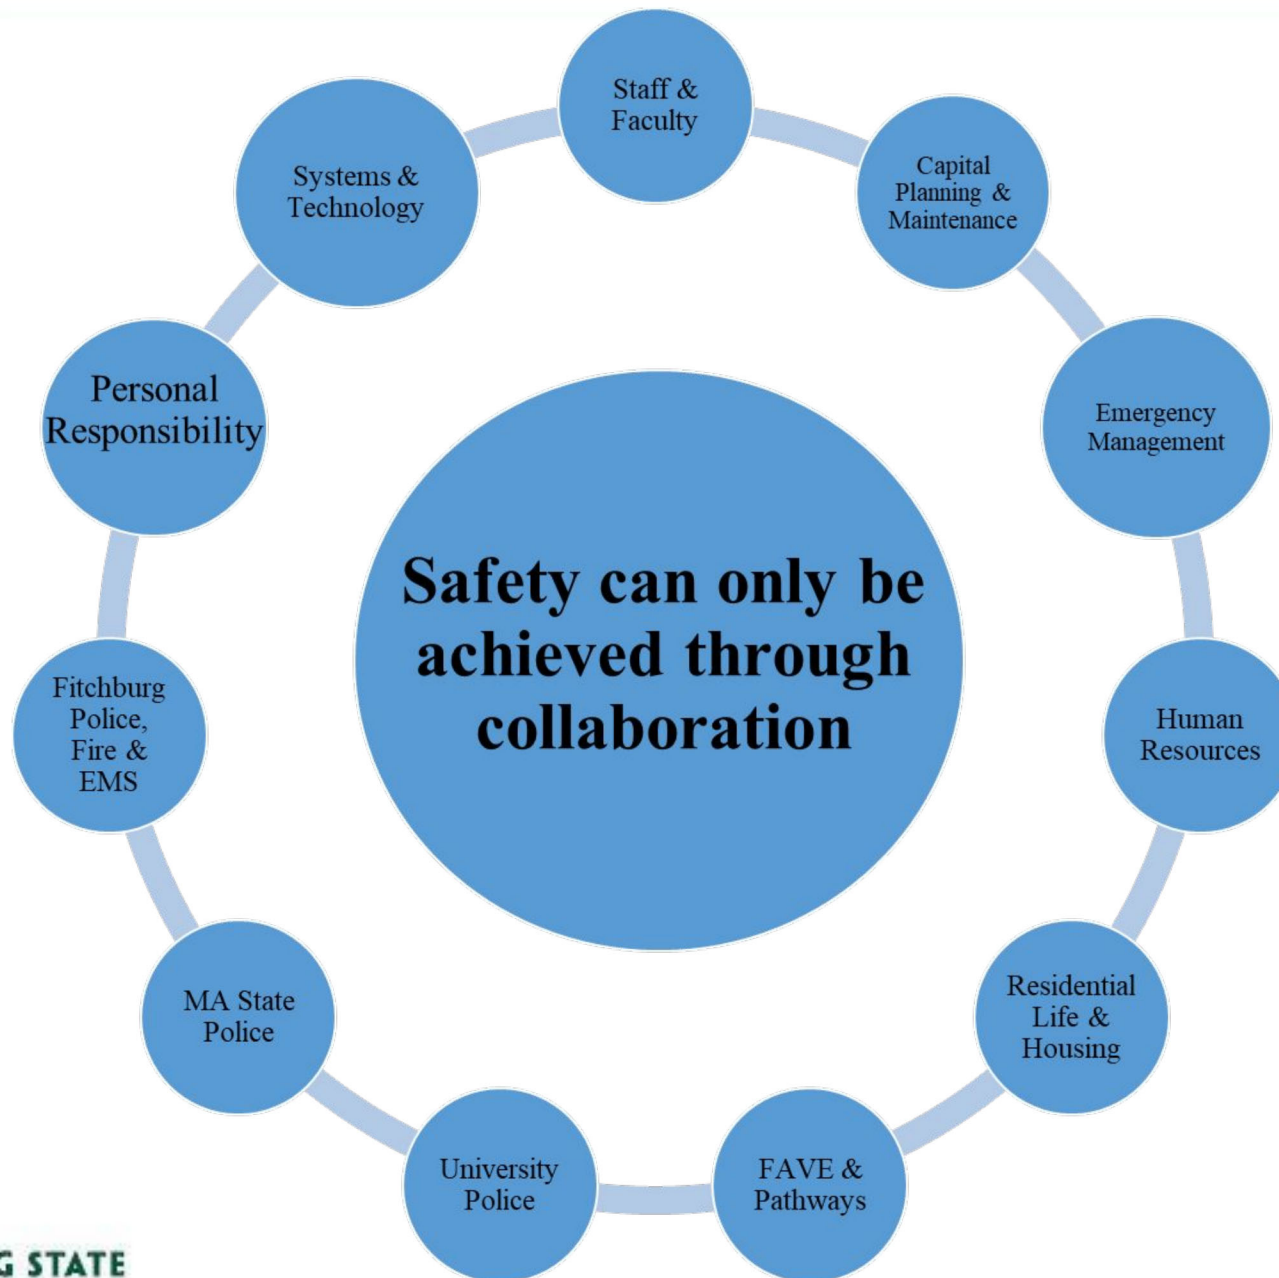 Staff &
Faculty
Capital
Planning &
Maintenance
Emergency
Management
Human
Resources
Residential
Life &
Housing
FAVE &
Pathways
University
Police
MA State
Police
Fitchburg
Police,
Fire &
EMS
Personal
Responsibility
Systems &
Technology
Safety can only be
achieved through
collaboration
G STATE